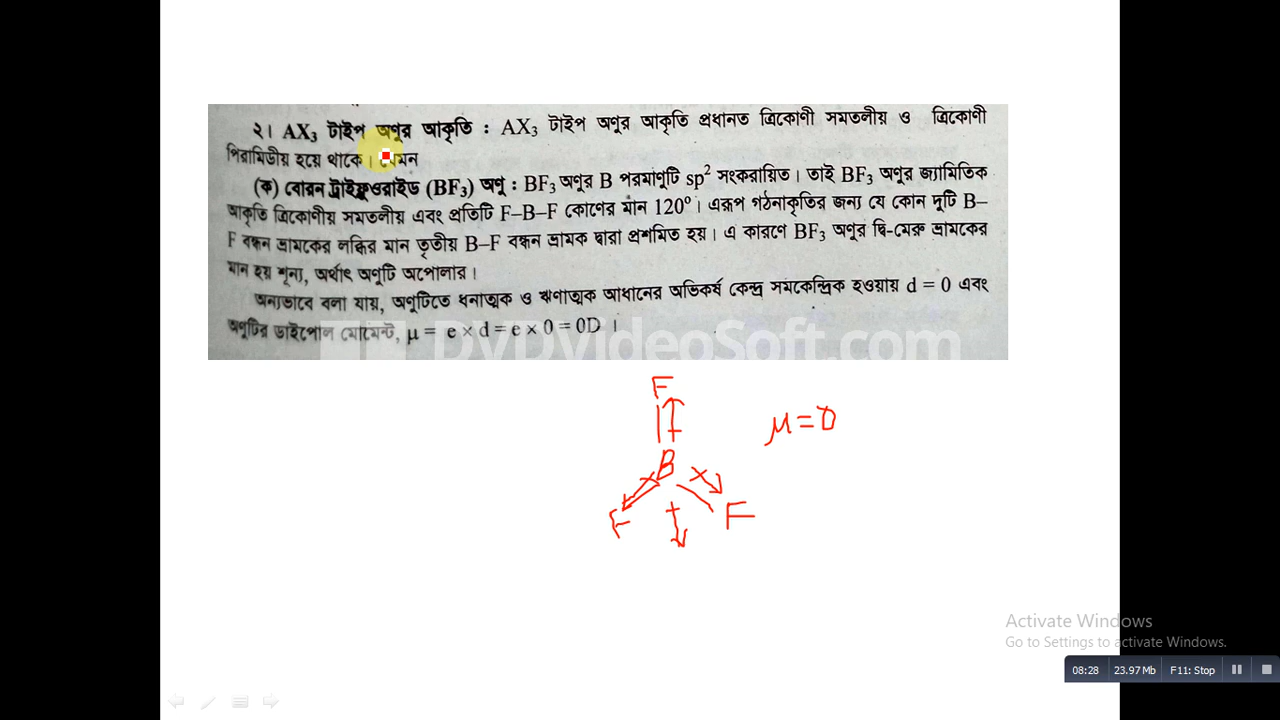 ২। AX₃ টাইপ অণুর আকৃতি : AX₃ টাইপ অণুর আকৃতি প্রধানত ত্রিকোণী সমতলীয় ও ত্রিকোণী
পিরামিডীয় হয়ে থাকে। যেমন
(ক) বোরন ট্রাইফ্লুওরাইড (BF₃) অণু : BF₃ অণুর B পরমাণুটি sp² সংকরায়িত। তাই BF₃ অণুর জ্যামিতিক
আকৃতি ত্রিকোণীয় সমতলীয় এবং প্রতিটি F–B–F কোণের মান 120°। এরূপ গঠনাকৃতির জন্য যে কোন দুটি B–
F বন্ধন ভ্রামকের লব্ধির মান তৃতীয় B–F বন্ধন ভ্রামক দ্বারা প্রশমিত হয়। এ কারণে BF₃ অণুর দ্বি-মেরু ভ্রামকের
মান হয় শূন্য, অর্থাৎ অণুটি অপোলার।
অন্যভাবে বলা যায়, অণুটিতে ধনাত্মক ও ঋণাত্মক আধানের অভিকর্ষ কেন্দ্র সমকেন্দ্রিক হওয়ায় d = 0 এবং
অণুটির ডাইপোল মোমেন্ট, μ = e × d = e × 0 = 0D ।
DVDVideoSoft.com
F
μ = 0
B
F F
Activate Windows
Go to Settings to activate Windows.
08:28 23.97 Mb F11: Stop